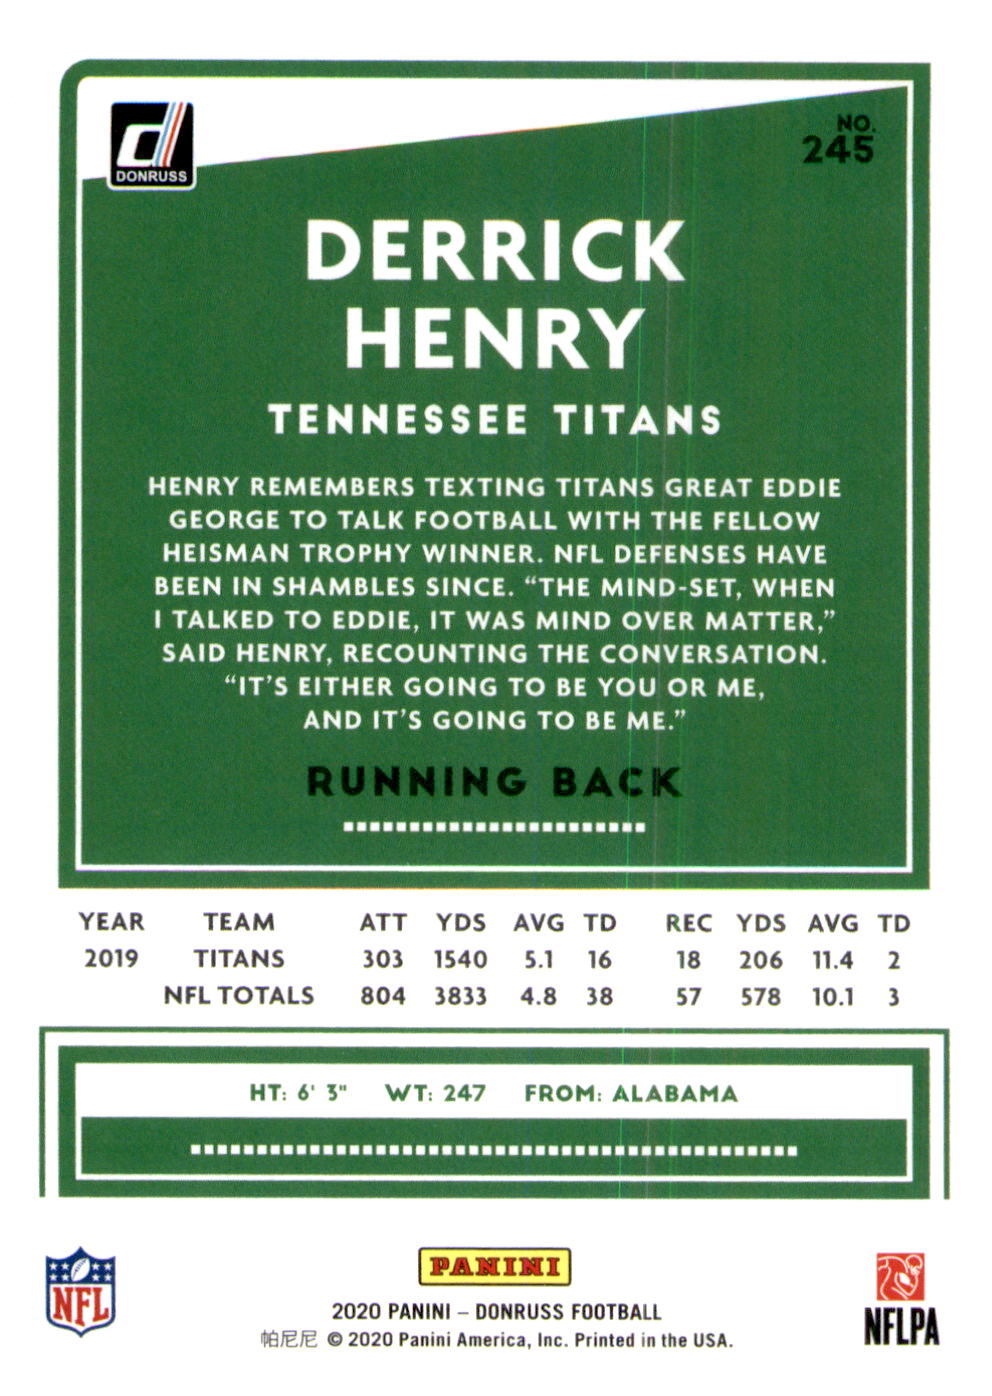 DONRUSS
NO.
245
DERRICK
HENRY
TENNESSEE TITANS
HENRY REMEMBERS TEXTING TITANS GREAT EDDIE
GEORGE TO TALK FOOTBALL WITH THE FELLOW
HEISMAN TROPHY WINNER. NFL DEFENSES HAVE
BEEN IN SHAMBLES SINCE. “THE MIND-SET, WHEN
I TALKED TO EDDIE, IT WAS MIND OVER MATTER,”
SAID HENRY, RECOUNTING THE CONVERSATION.
“IT’S EITHER GOING TO BE YOU OR ME,
AND IT’S GOING TO BE ME.”
RUNNING BACK
YEAR TEAM ATT YDS AVG TD REC YDS AVG TD
2019 TITANS 303 1540 5.1 16 18 206 11.4 2
NFL TOTALS 804 3833 4.8 38 57 578 10.1 3
HT: 6' 3" WT: 247 FROM: ALABAMA
NFL
PANINI
2020 PANINI – DONRUSS FOOTBALL
帕尼尼 © 2020 Panini America, Inc. Printed in the USA.
NFLPA